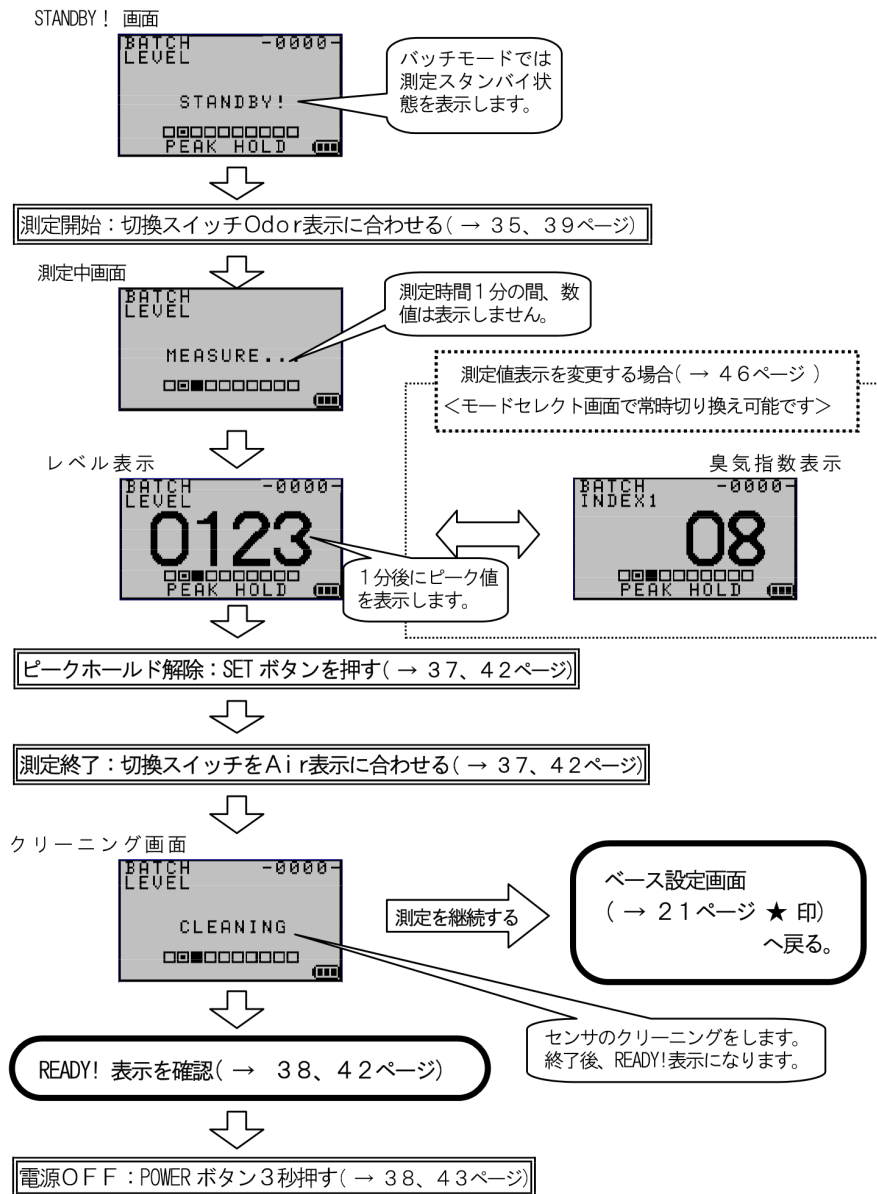 STANDBY! 画面
BATCH -0000-
LEVEL
STANDBY!
PEAK HOLD
バッチモードでは
測定スタンバイ状
態を表示します。
測定開始：切換スイッチOdor表示に合わせる( → 35、39ページ)
測定中画面
BATCH
LEVEL
MEASURE...
測定時間1分の間、数
値は表示しません。
測定値表示を変更する場合( → 46ページ )
<モードセレクト画面で常時切り換え可能です>
レベル表示
BATCH -0000-
LEVEL
0123
PEAK HOLD
1分後にピーク値
を表示します。
臭気指数表示
BATCH -0000-
INDEX1
08
PEAK HOLD
ピークホールド解除：SET ボタンを押す( → 37、42ページ)
測定終了：切換スイッチをAir表示に合わせる( → 37、42ページ)
クリーニング画面
BATCH -0000-
LEVEL
CLEANING
測定を継続する
ベース設定画面
( → 21ページ ★ 印)
へ戻る。
センサのクリーニングをします。
終了後、READY!表示になります。
READY! 表示を確認( → 38、42ページ)
電源OFF：POWER ボタン3秒押す( → 38、43ページ)